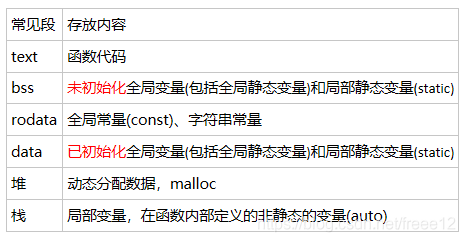 常见段 存放内容
text 函数代码
bss 未初始化全局变量(包括全局静态变量)和局部静态变量(static)
rodata 全局常量(const)、字符串常量
data 已初始化全局变量(包括全局静态变量)和局部静态变量(static)
堆 动态分配数据，malloc
栈 局部变量，在函数内部定义的非静态的变量(auto)
https://blog.csdn.net/freee12